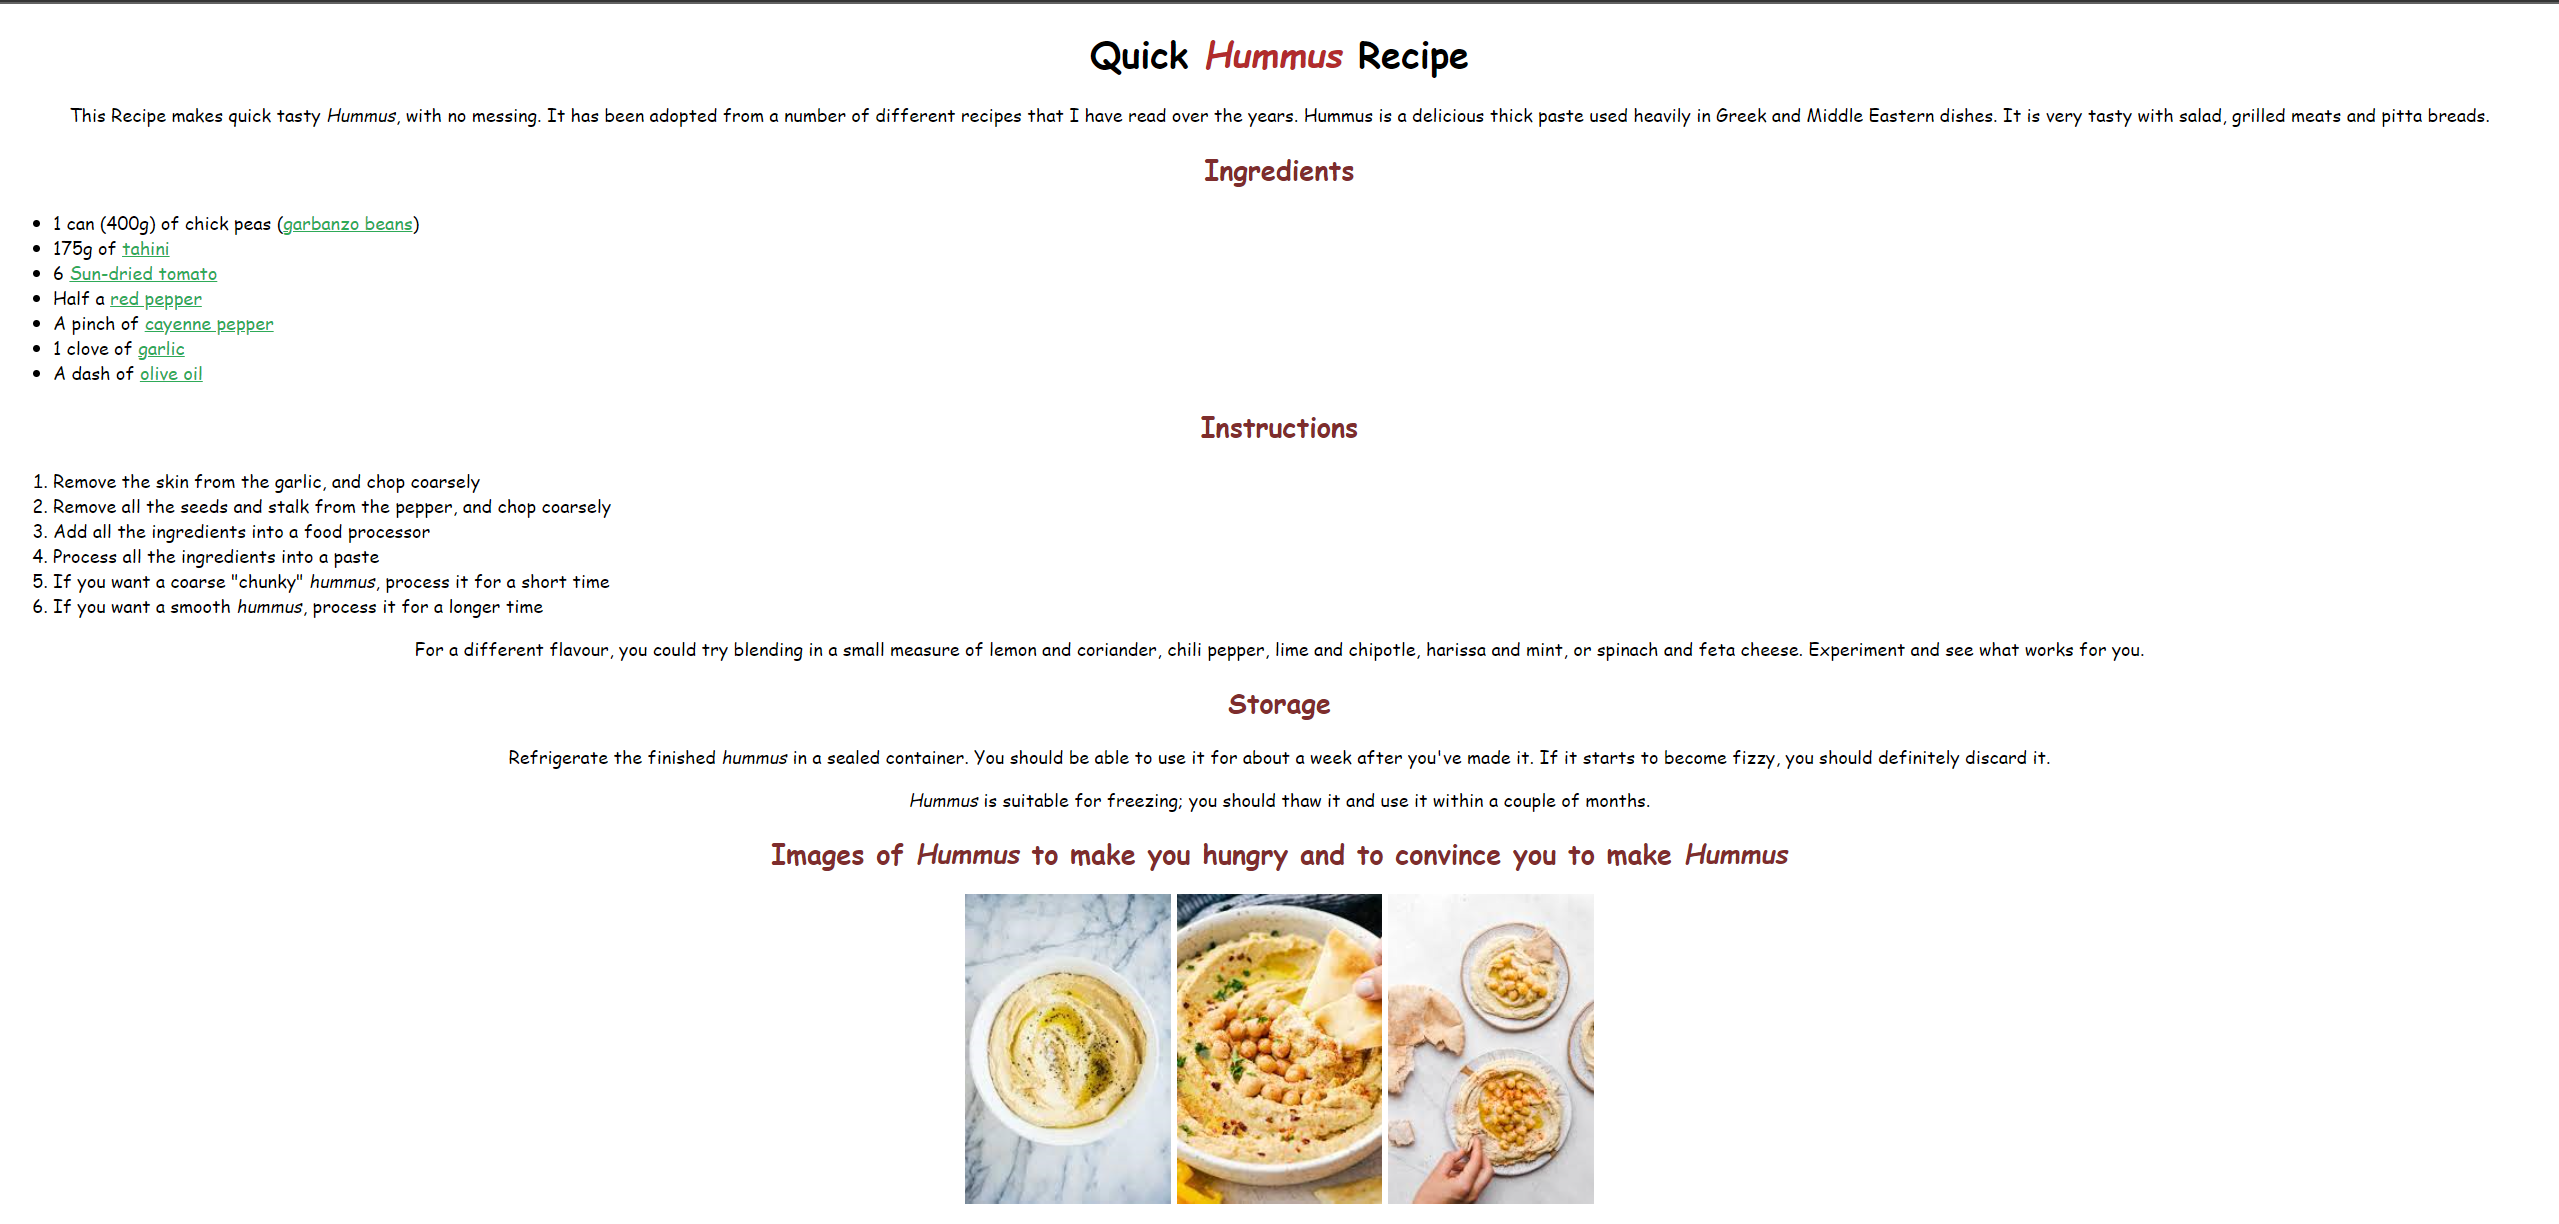 Quick Hummus Recipe
This Recipe makes quick tasty Hummus, with no messing. It has been adopted from a number of different recipes that I have read over the years. Hummus is a delicious thick paste used heavily in Greek and Middle Eastern dishes. It is very tasty with salad, grilled meats and pitta breads.
Ingredients
• 1 can (400g) of chick peas (garbanzo beans)
• 175g of tahini
• 6 Sun-dried tomato
• Half a red pepper
• A pinch of cayenne pepper
• 1 clove of garlic
• A dash of olive oil
Instructions
1. Remove the skin from the garlic, and chop coarsely
2. Remove all the seeds and stalk from the pepper, and chop coarsely
3. Add all the ingredients into a food processor
4. Process all the ingredients into a paste
5. If you want a coarse "chunky" hummus, process it for a short time
6. If you want a smooth hummus, process it for a longer time
For a different flavour, you could try blending in a small measure of lemon and coriander, chili pepper, lime and chipotle, harissa and mint, or spinach and feta cheese. Experiment and see what works for you.
Storage
Refrigerate the finished hummus in a sealed container. You should be able to use it for about a week after you've made it. If it starts to become fizzy, you should definitely discard it.
Hummus is suitable for freezing; you should thaw it and use it within a couple of months.
Images of Hummus to make you hungry and to convince you to make Hummus